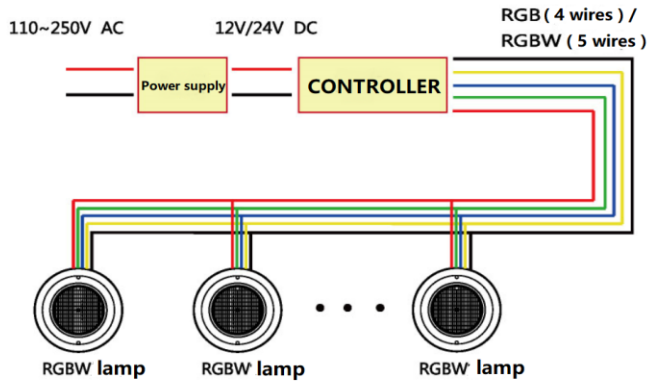 110~250V AC
12V/24V DC
RGB ( 4 wires ) /
RGBW ( 5 wires )
Power supply
CONTROLLER
RGBW lamp
RGBW lamp
RGBW lamp